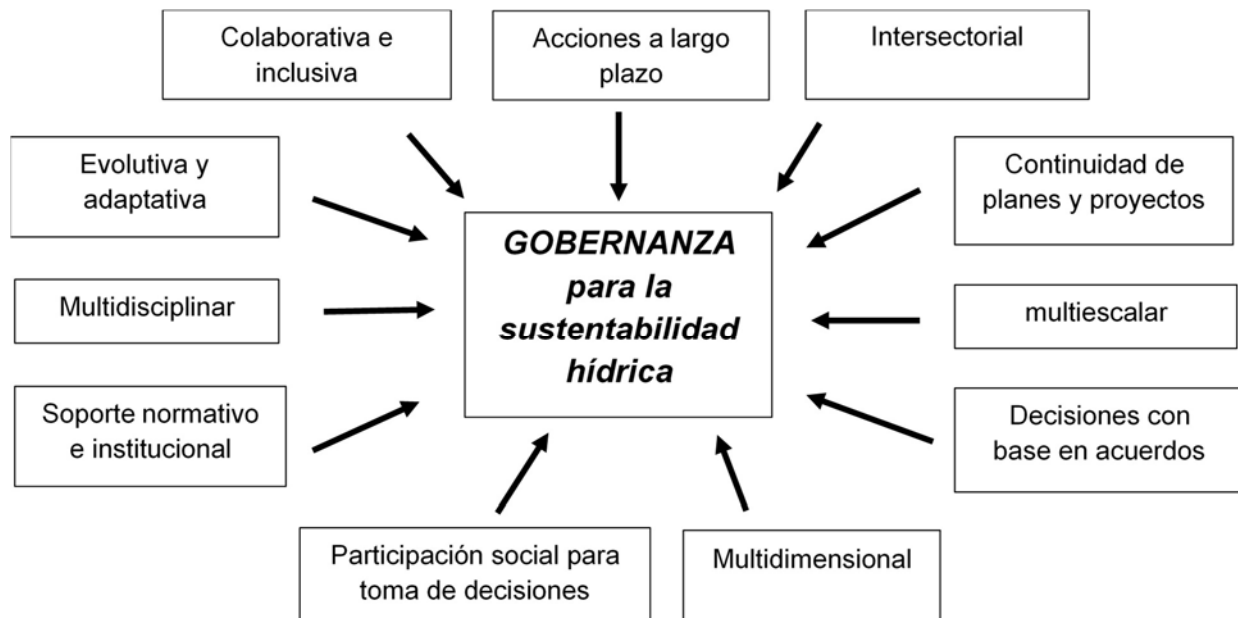 Colaborativa e
inclusiva
Acciones a largo
plazo
Intersectorial
Evolutiva y
adaptativa
Continuidad de
planes y proyectos
GOBERNANZA
para la
sustentabilidad
hídrica
Multidisciplinar
multiescalar
Soporte normativo
e institucional
Decisiones con
base en acuerdos
Participación social para
toma de decisiones
Multidimensional